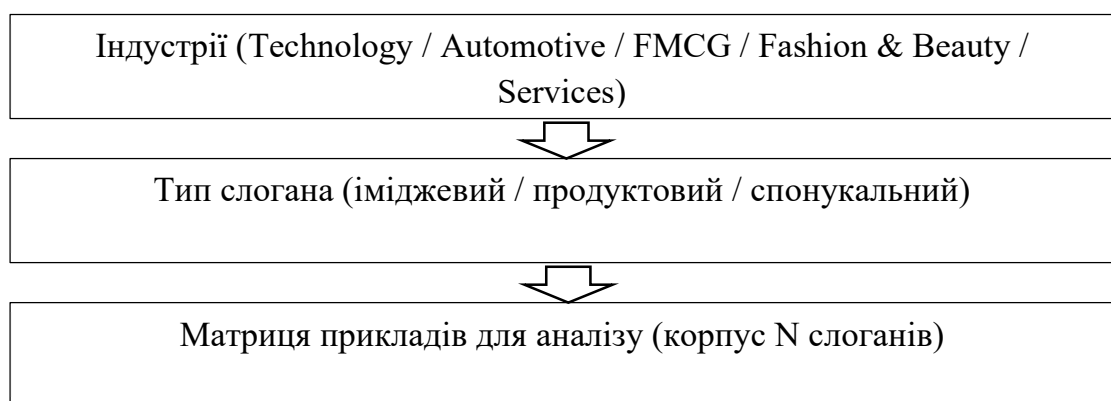 Індустрії (Technology / Automotive / FMCG / Fashion & Beauty /
Services)
Тип слогана (іміджевий / продуктовий / спонукальний)
Матриця прикладів для аналізу (корпус N слоганів)